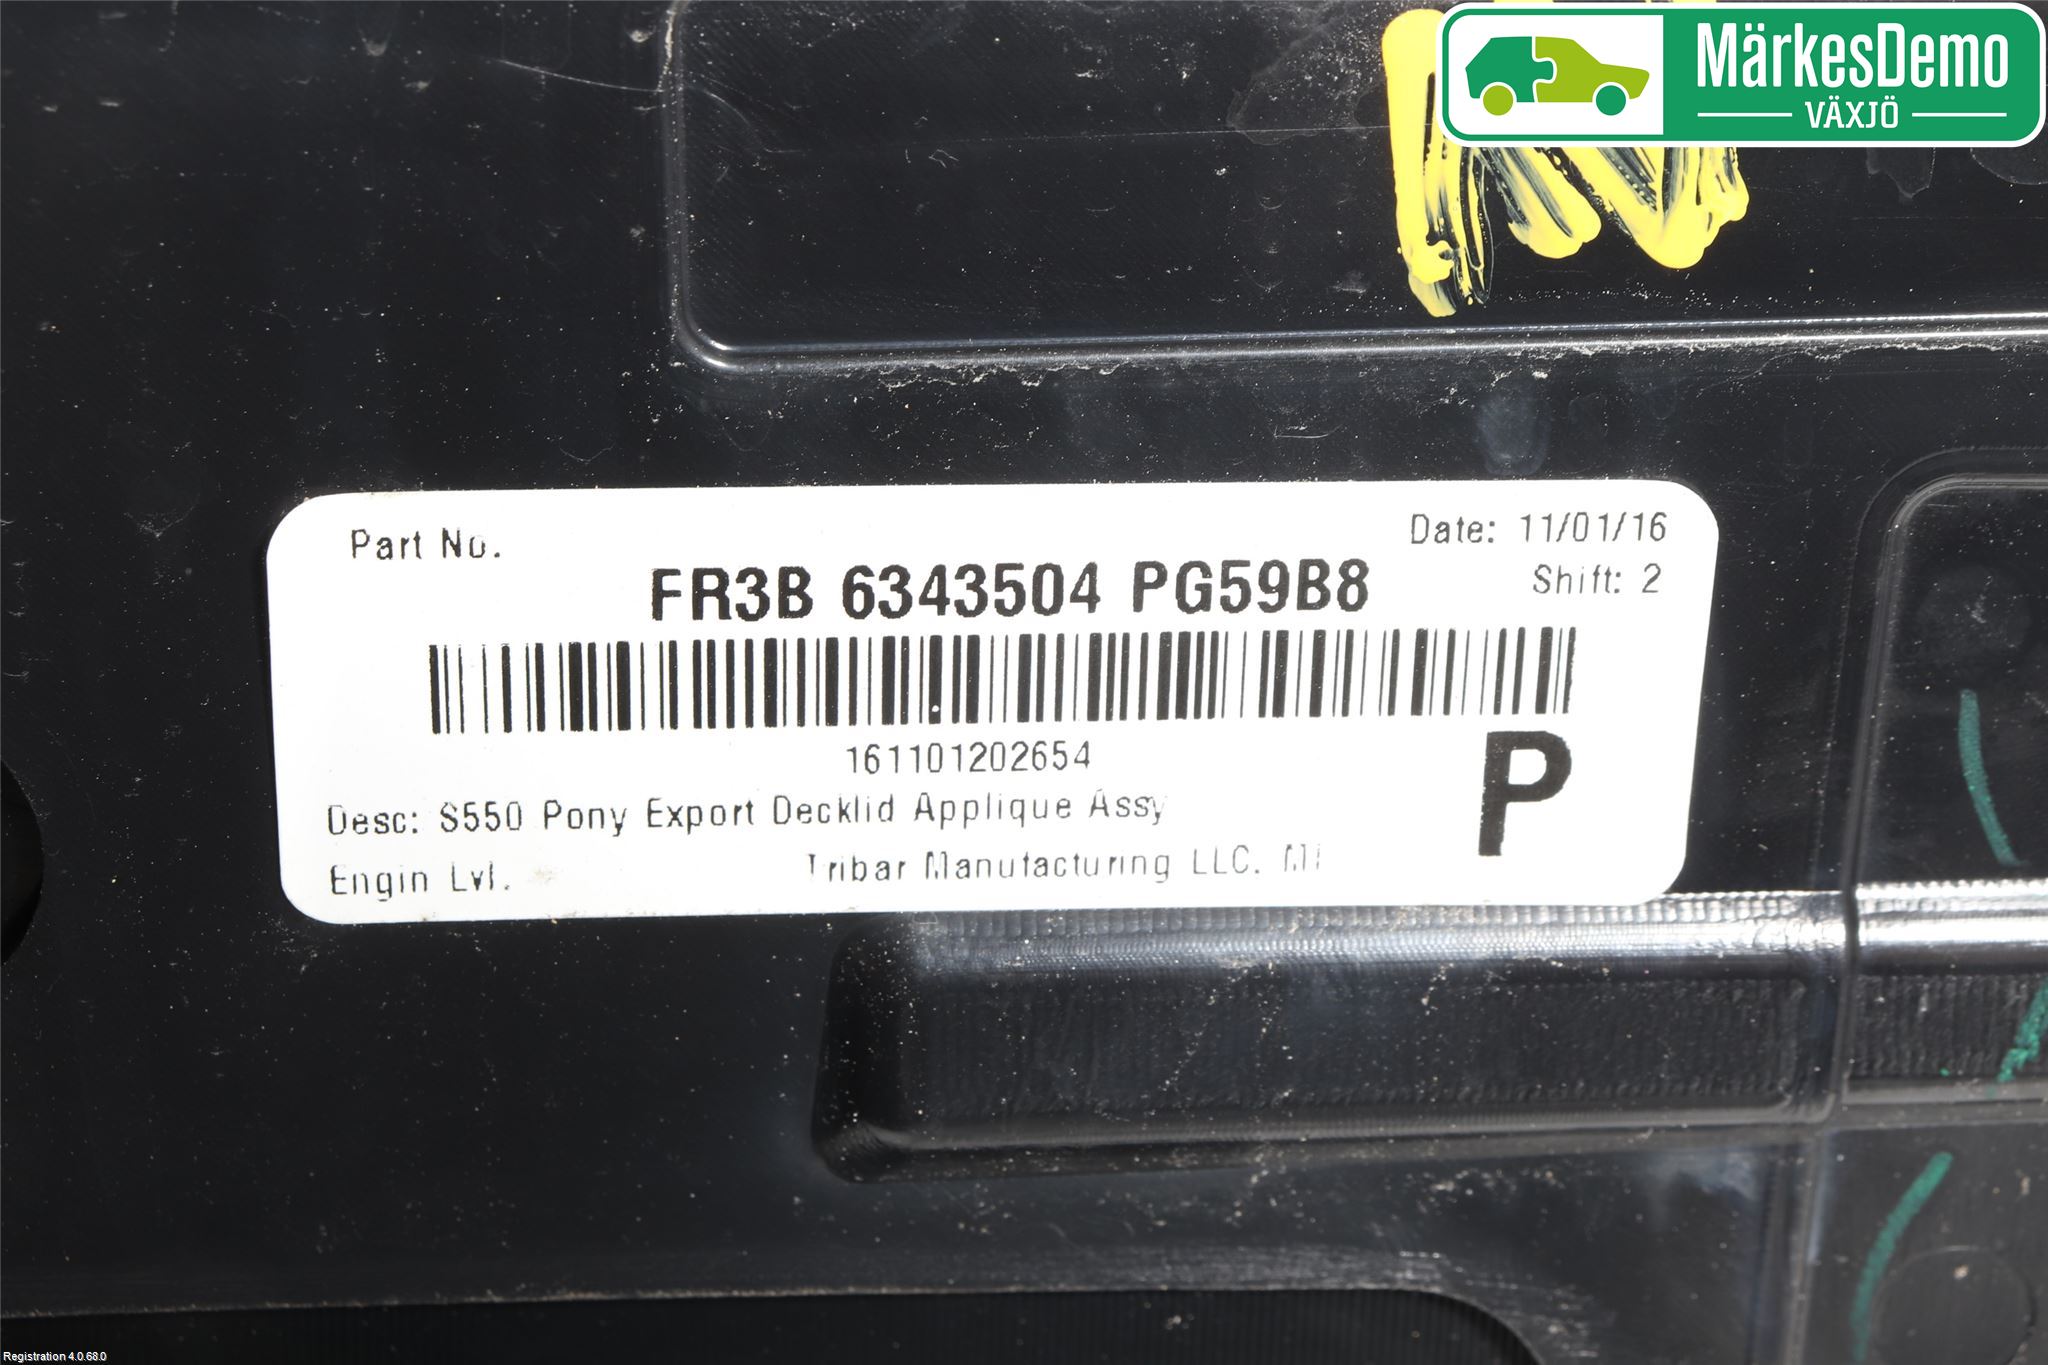 MärkesDemo
VÄXJÖ
Part No.
Date: 11/01/16
Shift: 2
FR3B 6343504 PG59B8
161101202654
P
Desc: S550 Pony Export Decklid Applique Assy
Engin Lvl.
Tribar Manufacturing LLC. MI
Registration 4.0.68.0